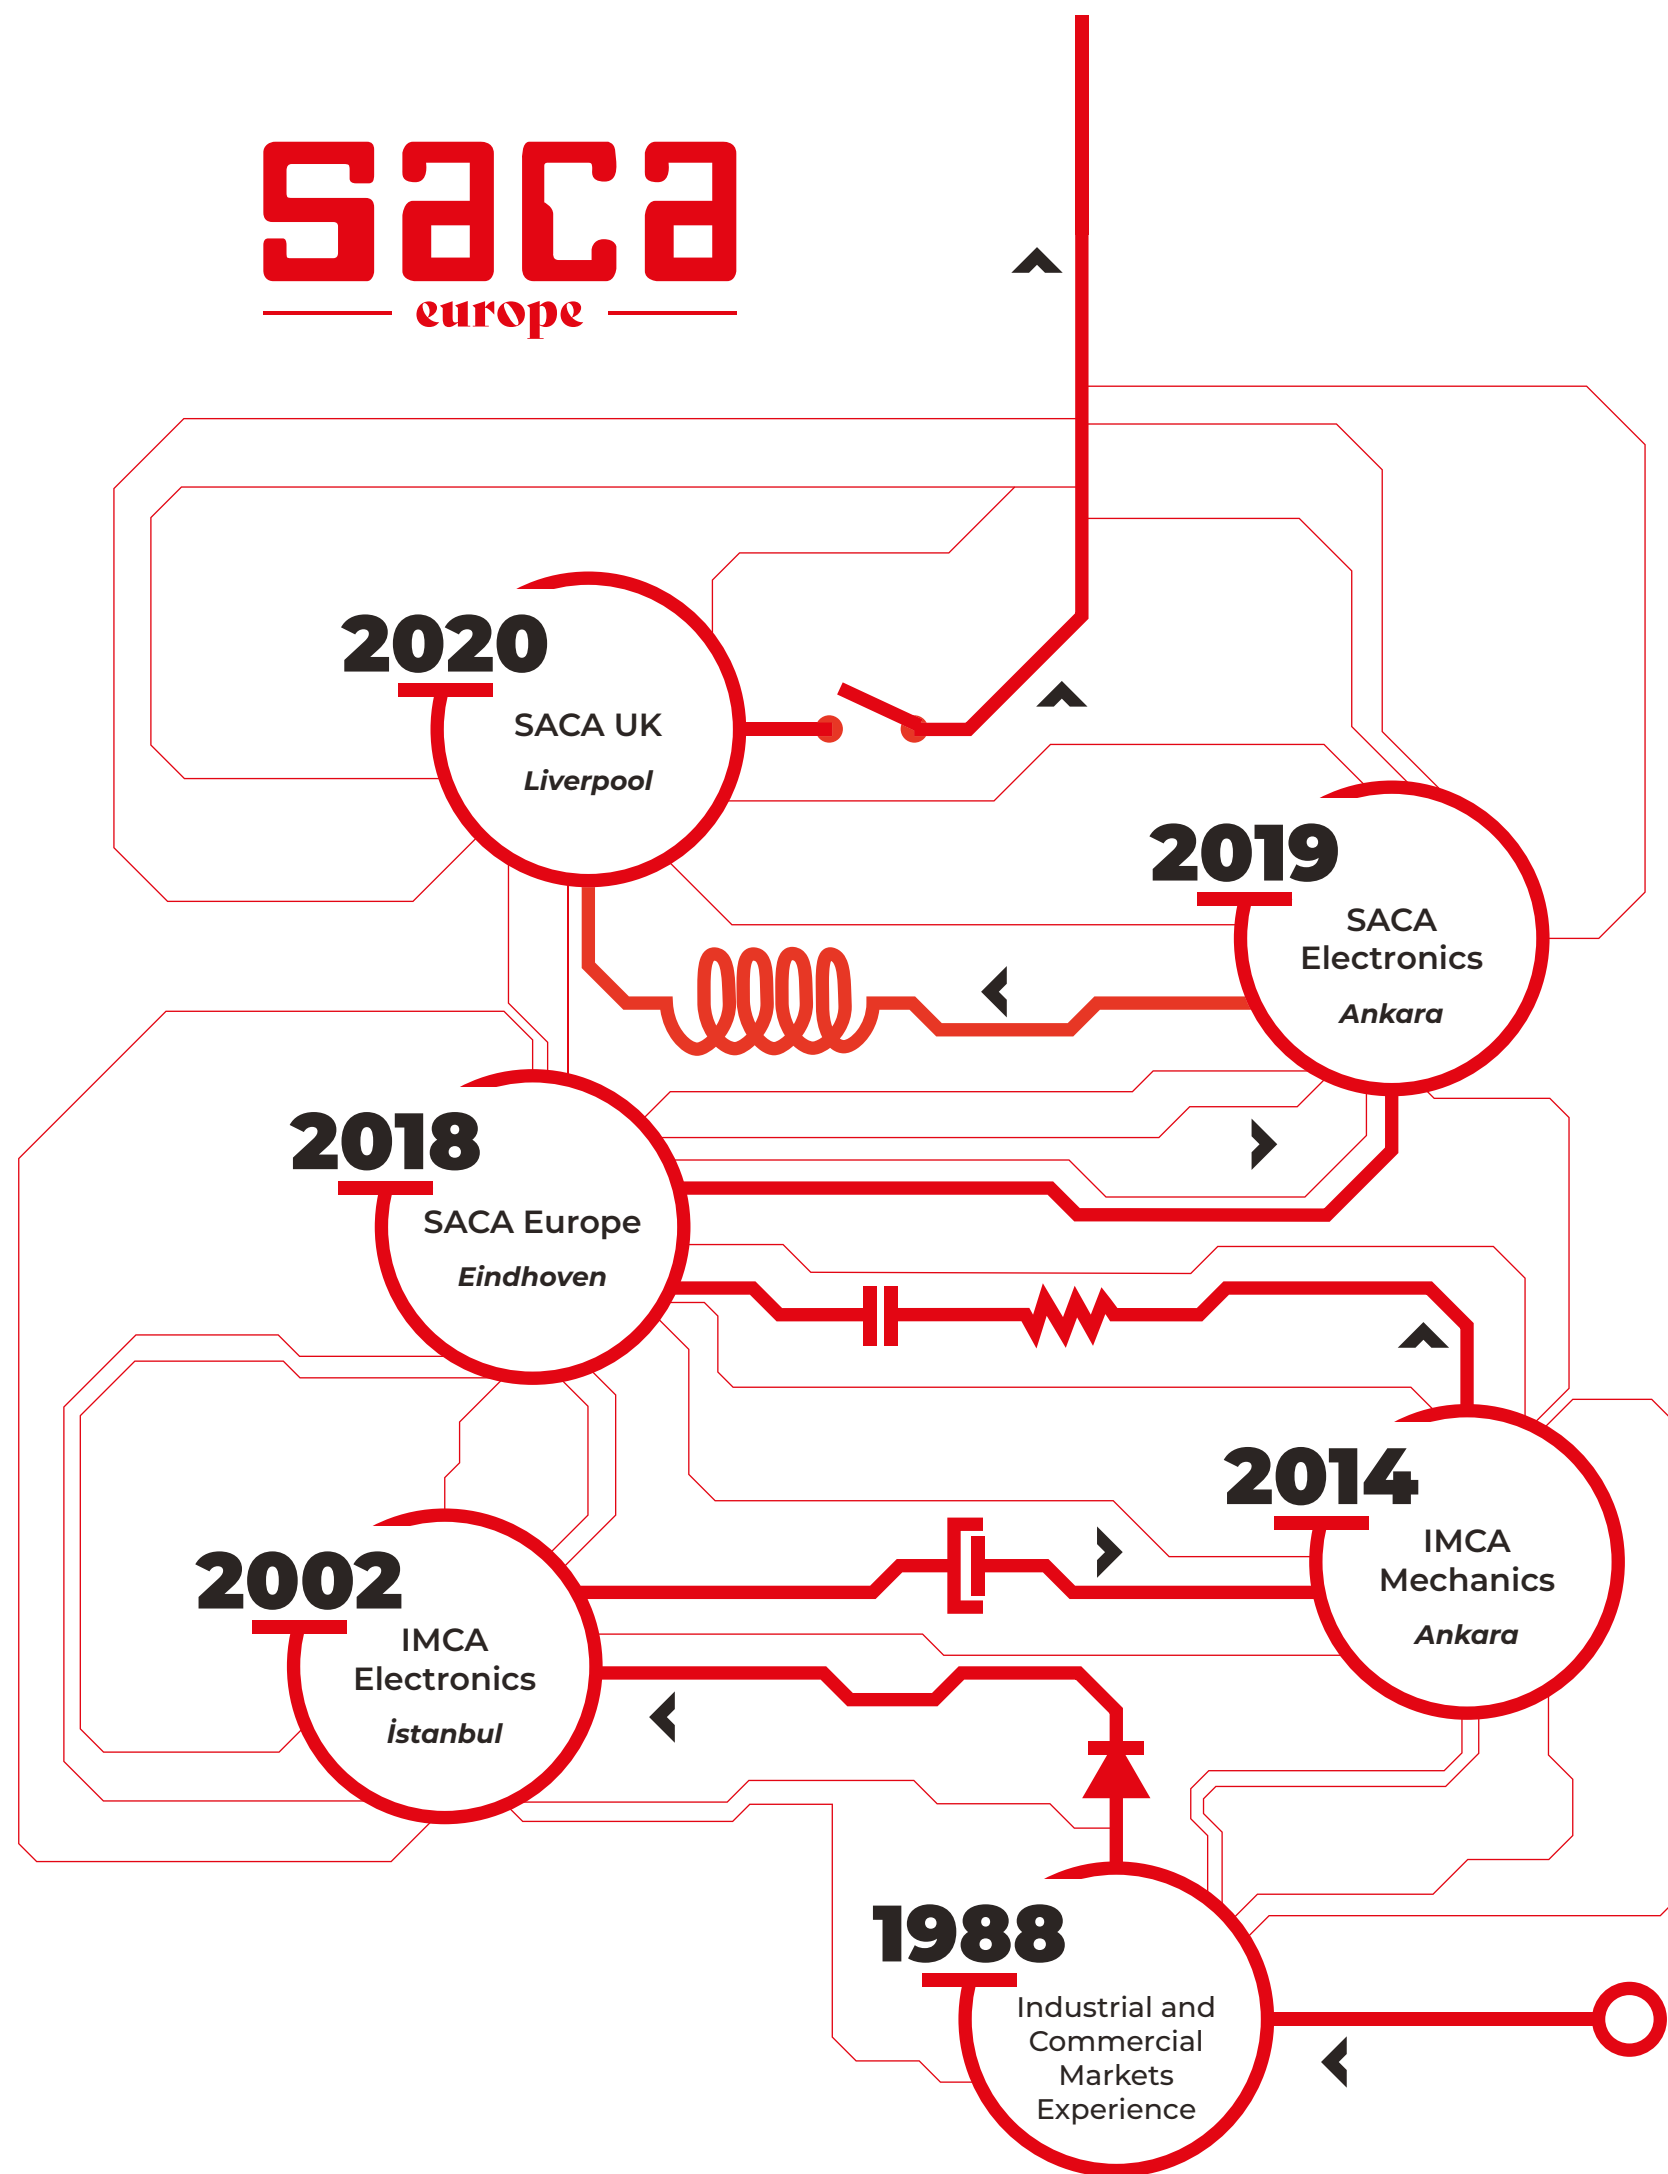 saca
europe
2020
SACA UK
Liverpool
2019
SACA
Electronics
Ankara
2018
SACA Europe
Eindhoven
2014
IMCA
Mechanics
Ankara
2002
IMCA
Electronics
İstanbul
1988
Industrial and
Commercial
Markets
Experience